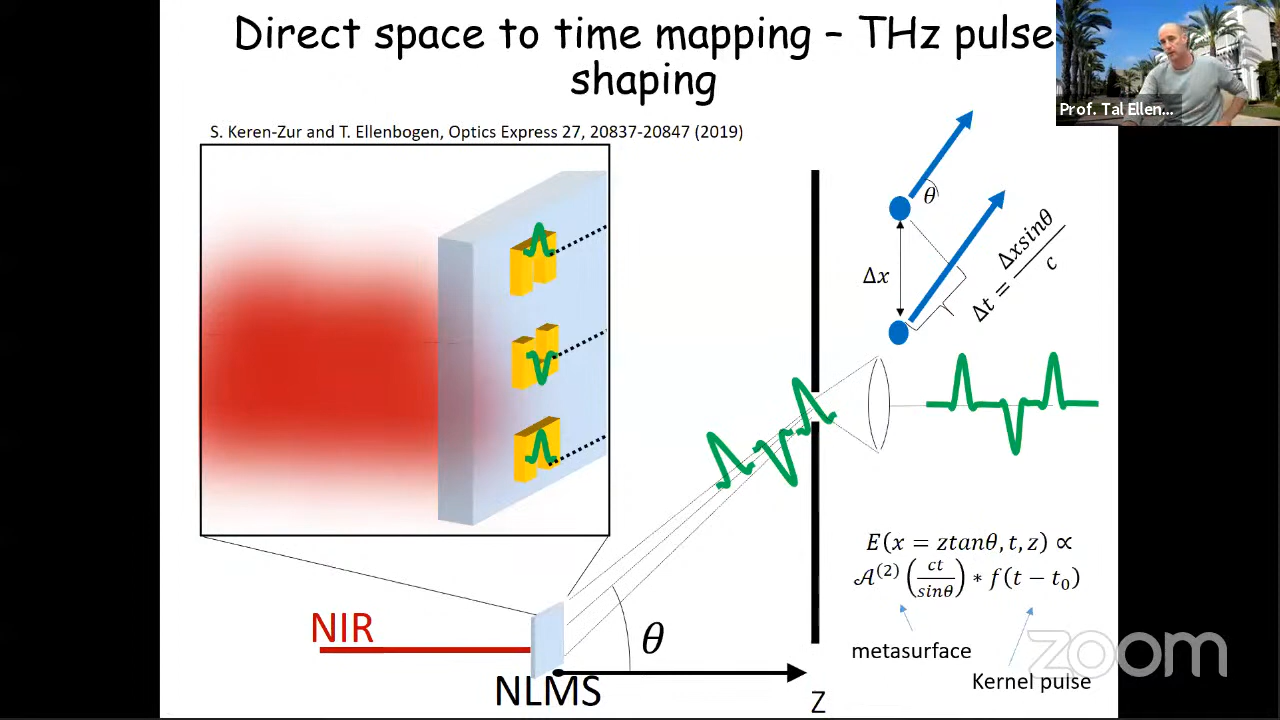 Direct space to time mapping – THz pulse
shaping
Prof. Tal Ellen...
S. Keren-Zur and T. Ellenbogen, Optics Express 27, 20837-20847 (2019)
θ
Δx
Δt = Δxsinθ / c
E(x = ztanθ, t, z) ∝
𝒜^(2) (ct/sinθ) * f(t − t₀)
NIR
θ
metasurface
zoom
Kernel pulse
NLMS
Z